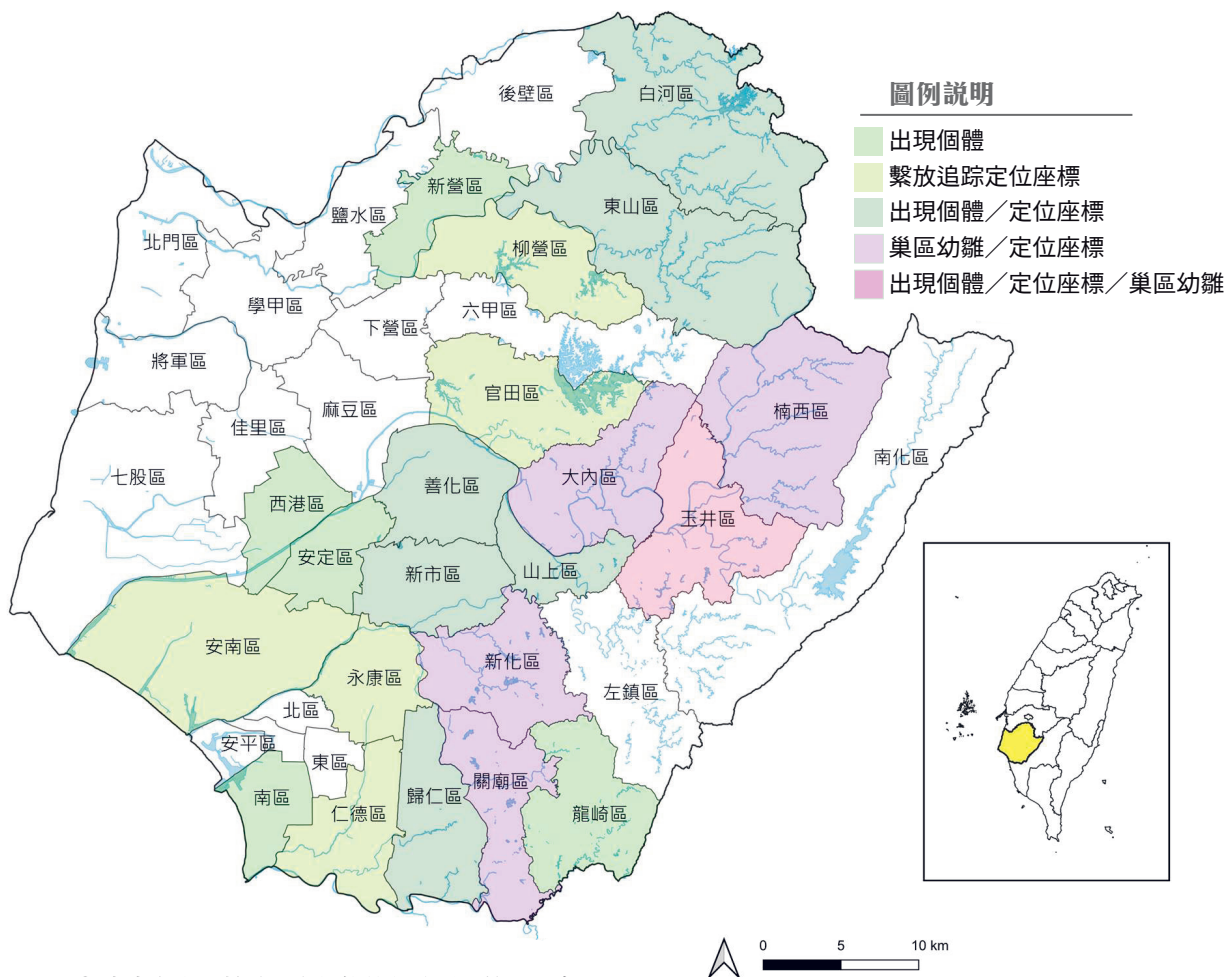 圖例說明
出現個體
繫放追踪定位座標
出現個體／定位座標
巢區幼雛／定位座標
出現個體／定位座標／巢區幼雛
後壁區
白河區
新營區
鹽水區
東山區
北門區
柳營區
學甲區
下營區
六甲區
將軍區
官田區
麻豆區
佳里區
楠西區
南化區
七股區
大內區
善化區
西港區
玉井區
安定區
新市區
山上區
安南區
新化區
永康區
左鎮區
北區
安平區
東區
關廟區
南區
歸仁區
仁德區
龍崎區
0 5 10 km